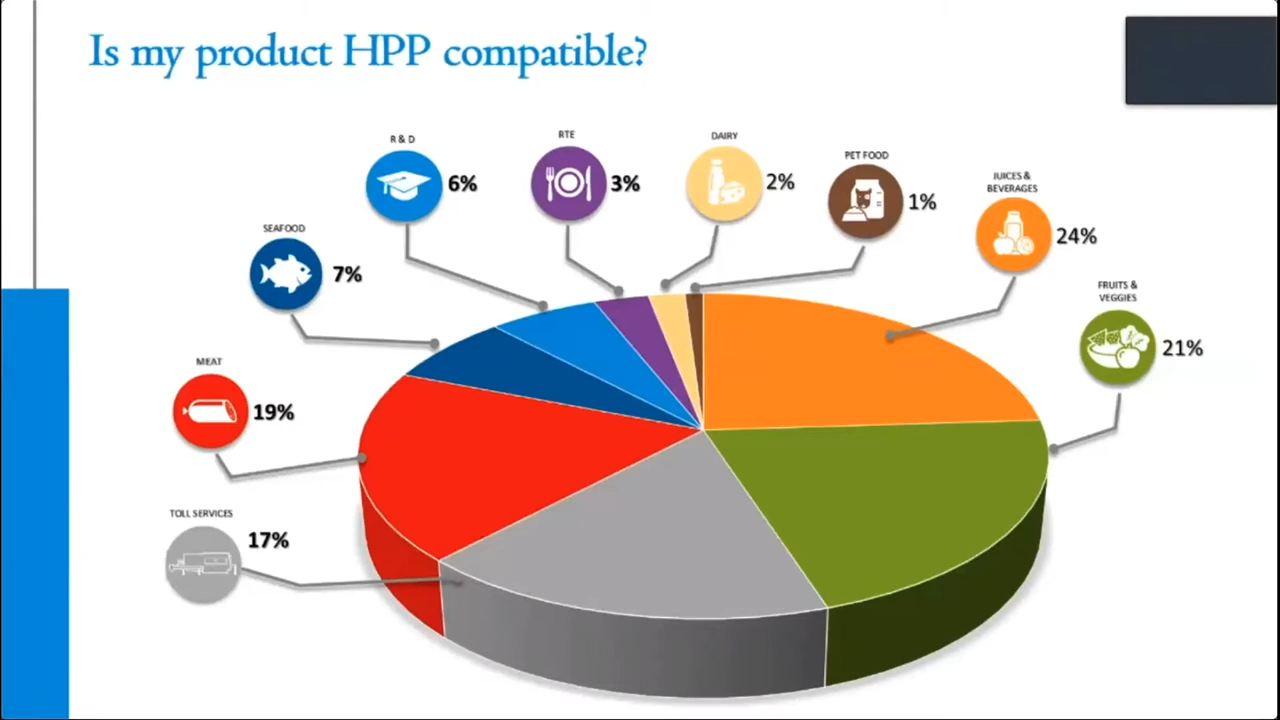 Is my product HPP compatible?
R & D
6%
RTE
3%
DAIRY
2%
PET FOOD
1%
JUICES &
BEVERAGES
24%
SEAFOOD
7%
FRUITS &
VEGGIES
21%
MEAT
19%
TOLL SERVICES
17%